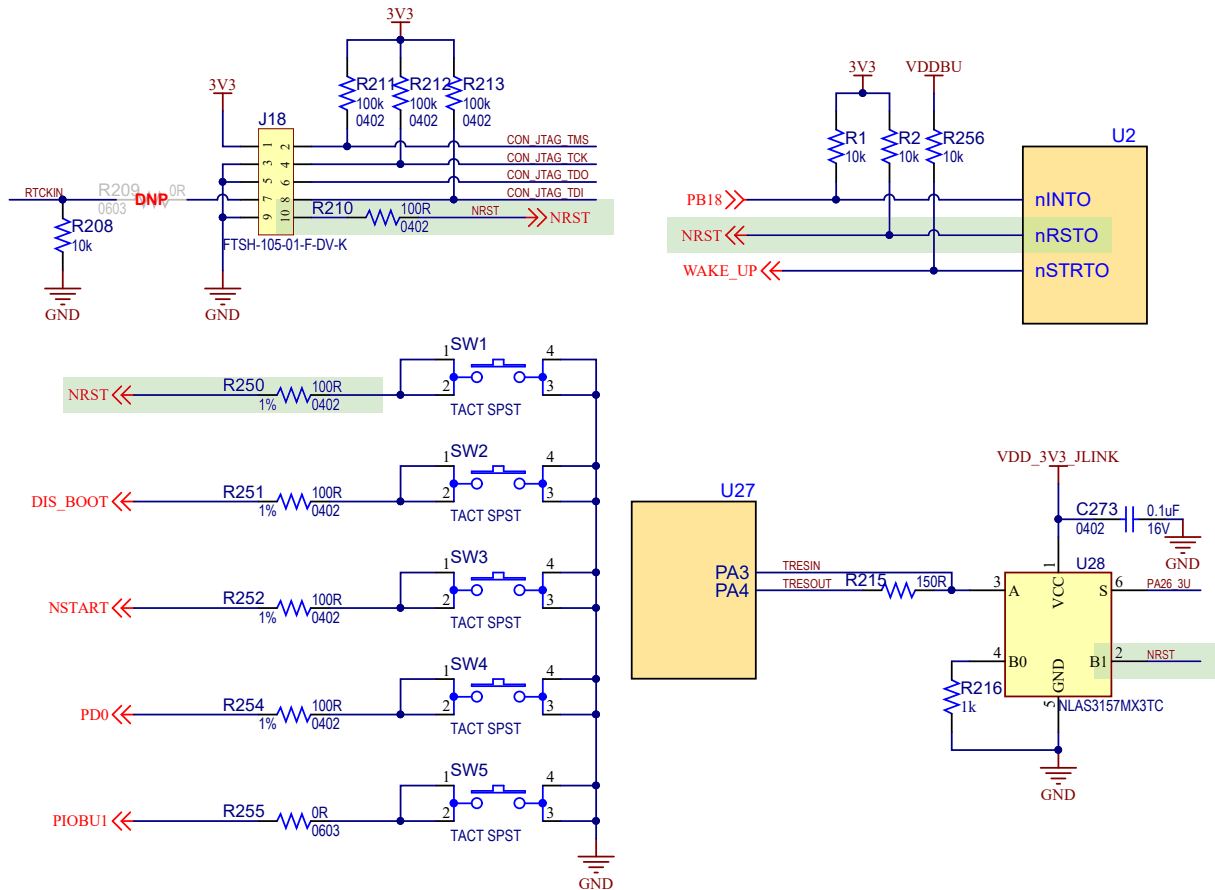 3V3
3V3
R211
100k
0402
R212
100k
0402
R213
100k
0402
J18
1
2
3
4
5
6
7
8
9
10
CON_JTAG_TMS
CON_JTAG_TCK
CON_JTAG_TDO
CON_JTAG_TDI
RTCKIN
R209
0R
0603
DNP
R208
10k
R210
100R
0402
NRST
NRST
FTSH-105-01-F-DV-K
GND
GND
3V3
VDDBU
R1
10k
R2
10k
R256
10k
U2
PB18
nINTO
NRST
nRSTO
WAKE_UP
nSTRTO
SW1
1
4
2
3
TACT SPST
NRST
R250
100R
1%
0402
SW2
1
4
2
3
TACT SPST
DIS_BOOT
R251
100R
1%
0402
SW3
1
4
2
3
TACT SPST
NSTART
R252
100R
1%
0402
SW4
1
4
2
3
TACT SPST
PD0
R254
100R
1%
0402
SW5
1
4
2
3
TACT SPST
PIOBU1
R255
0R
0603
GND
U27
PA3
PA4
TRESIN
TRESOUT
R215
150R
VDD_3V3_JLINK
C273
0.1uF
0402
16V
GND
U28
1
VCC
3
A
S
6
PA26_3U
4
B0
B1
2
NRST
GND
5
NLAS3157MX3TC
R216
1k
GND